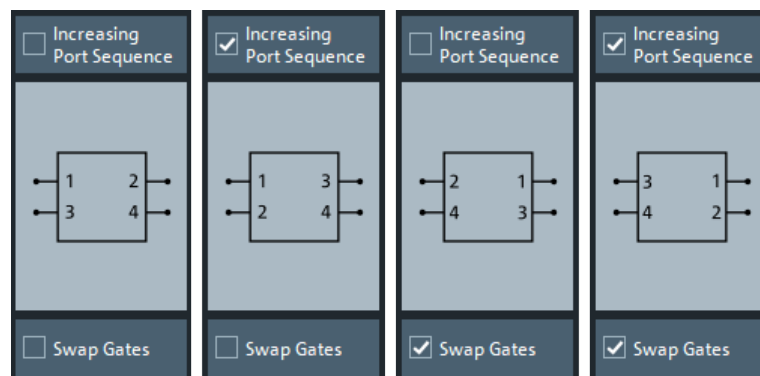 Increasing
Port Sequence
1 2
3 4
Swap Gates
Increasing
Port Sequence
1 3
2 4
Swap Gates
Increasing
Port Sequence
2 1
4 3
Swap Gates
Increasing
Port Sequence
3 1
4 2
Swap Gates